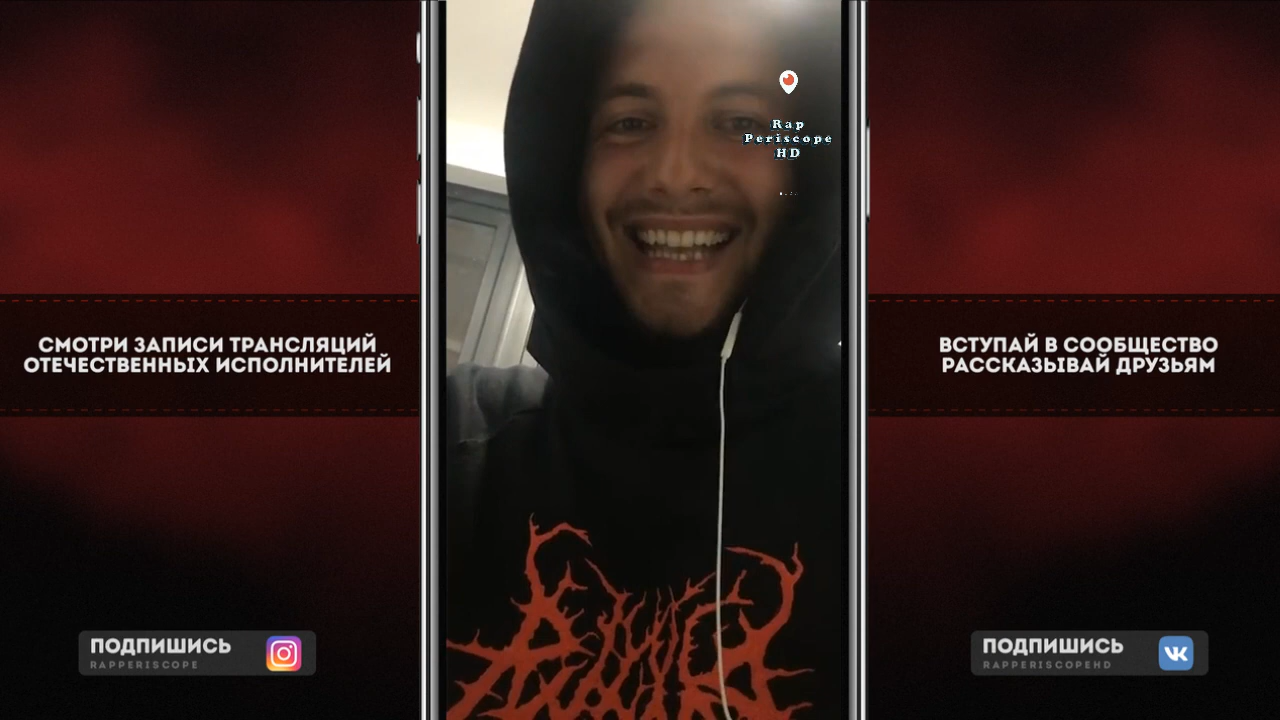 Rap
Periscope
HD
СМОТРИ ЗАПИСИ ТРАНСЛЯЦИЙ
ОТЕЧЕСТВЕННЫХ ИСПОЛНИТЕЛЕЙ
ВСТУПАЙ В СООБЩЕСТВО
РАССКАЗЫВАЙ ДРУЗЬЯМ
ПОДПИШИСЬ
RAPPERISCOPE
ПОДПИШИСЬ
RAPPERISCOPEHD